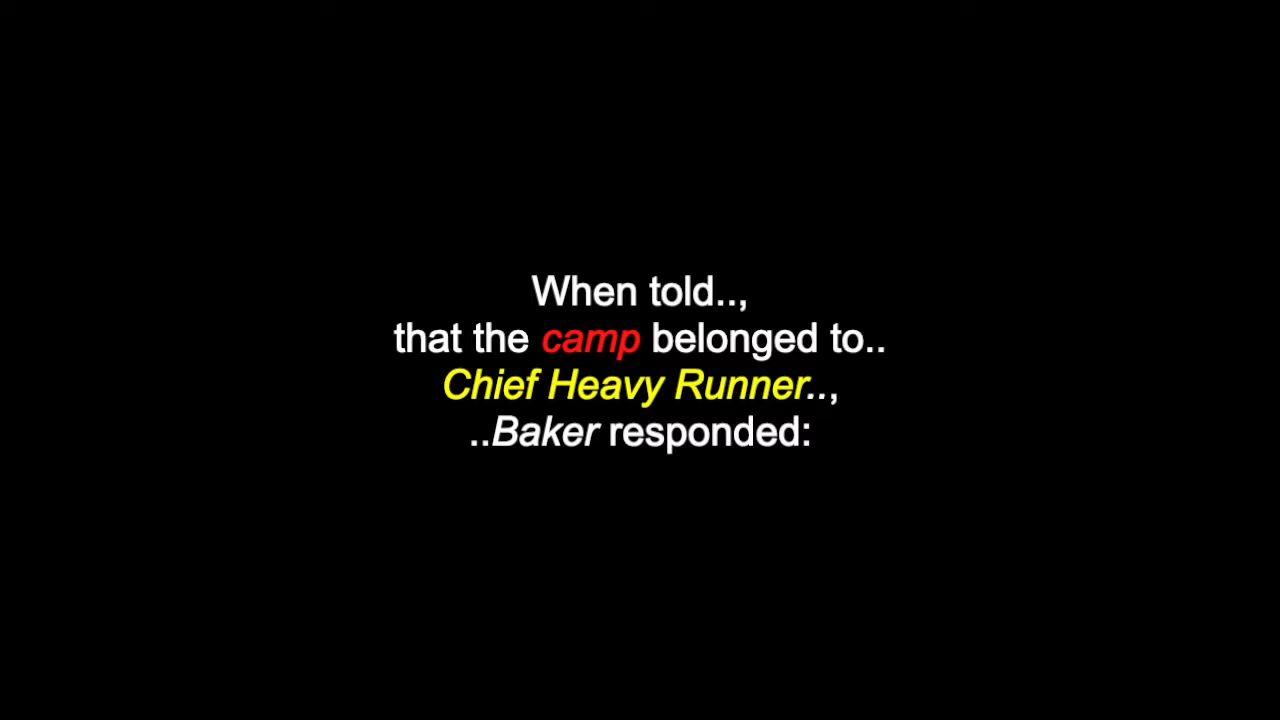 When told..,
that the camp belonged to..
Chief Heavy Runner..,
..Baker responded: